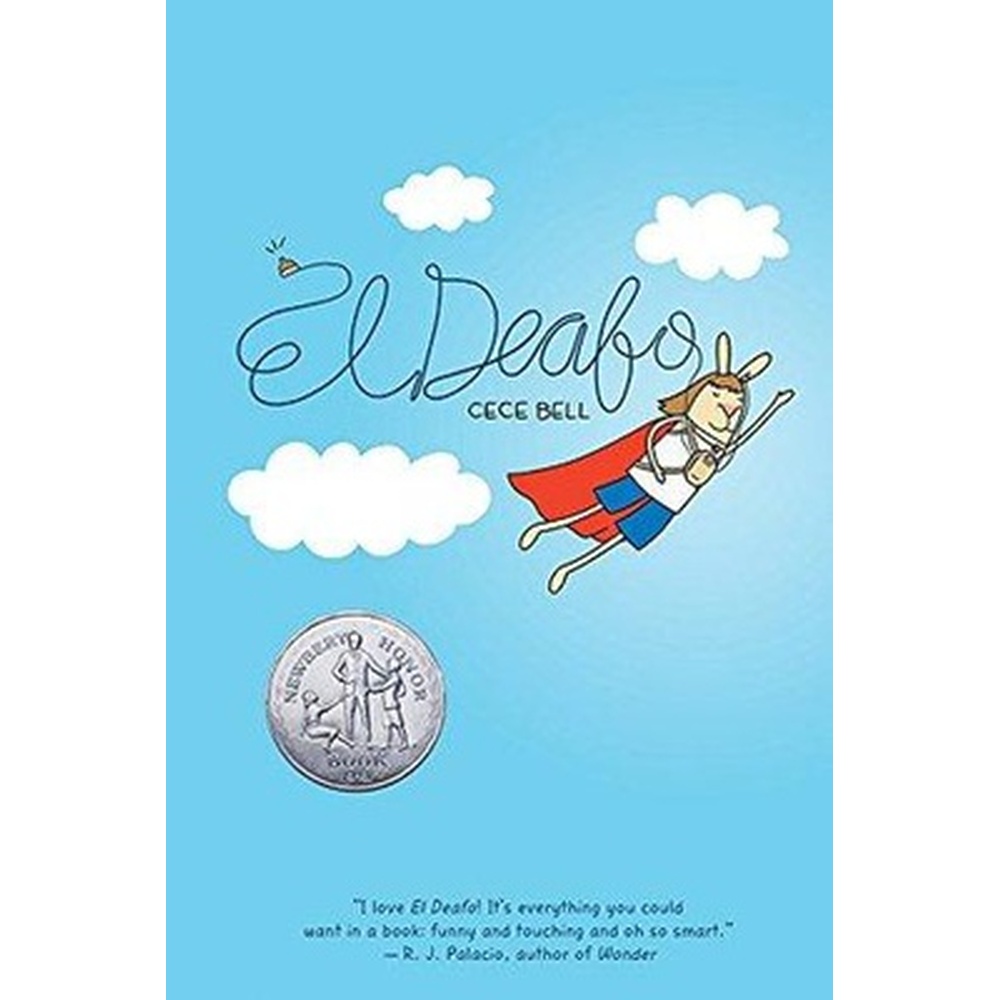 El Deafo
CECE BELL
NEWBERY HONOR
BOOK
"I love El Deafo! It's everything you could
want in a book: funny and touching and oh so smart."
— R. J. Palacio, author of Wonder